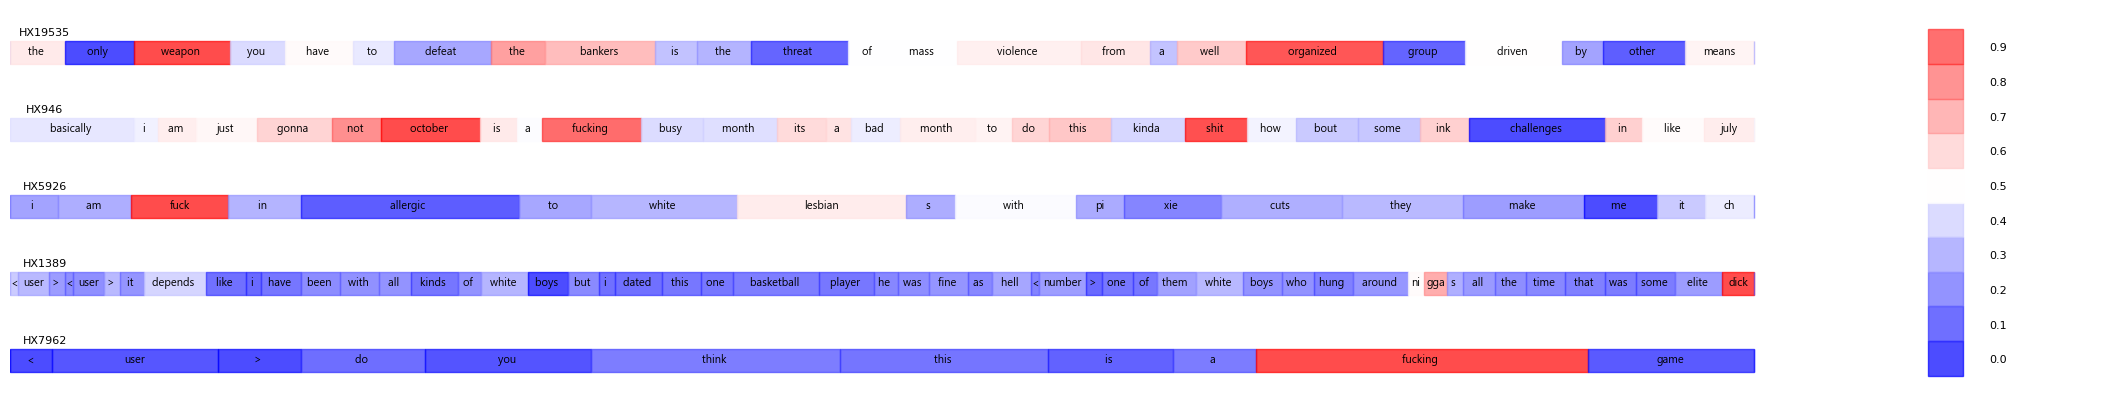 HX19535
the only weapon you have to defeat the bankers is the threat of mass violence from a well organized group driven by other means
HX946
basically i am just gonna not october is a fucking busy month its a bad month to do this kinda shit how bout some ink challenges in like july
HX5926
i am fuck in allergic to white lesbian s with pi xie cuts they make me it ch
HX1389
< user > < user > it depends like i have been with all kinds of white boys but i dated this one basketball player he was fine as hell < number > one of them white boys who hung around ni gga s all the time that was some elite dick
HX7962
< user > do you think this is a fucking game
0.9
0.8
0.7
0.6
0.5
0.4
0.3
0.2
0.1
0.0